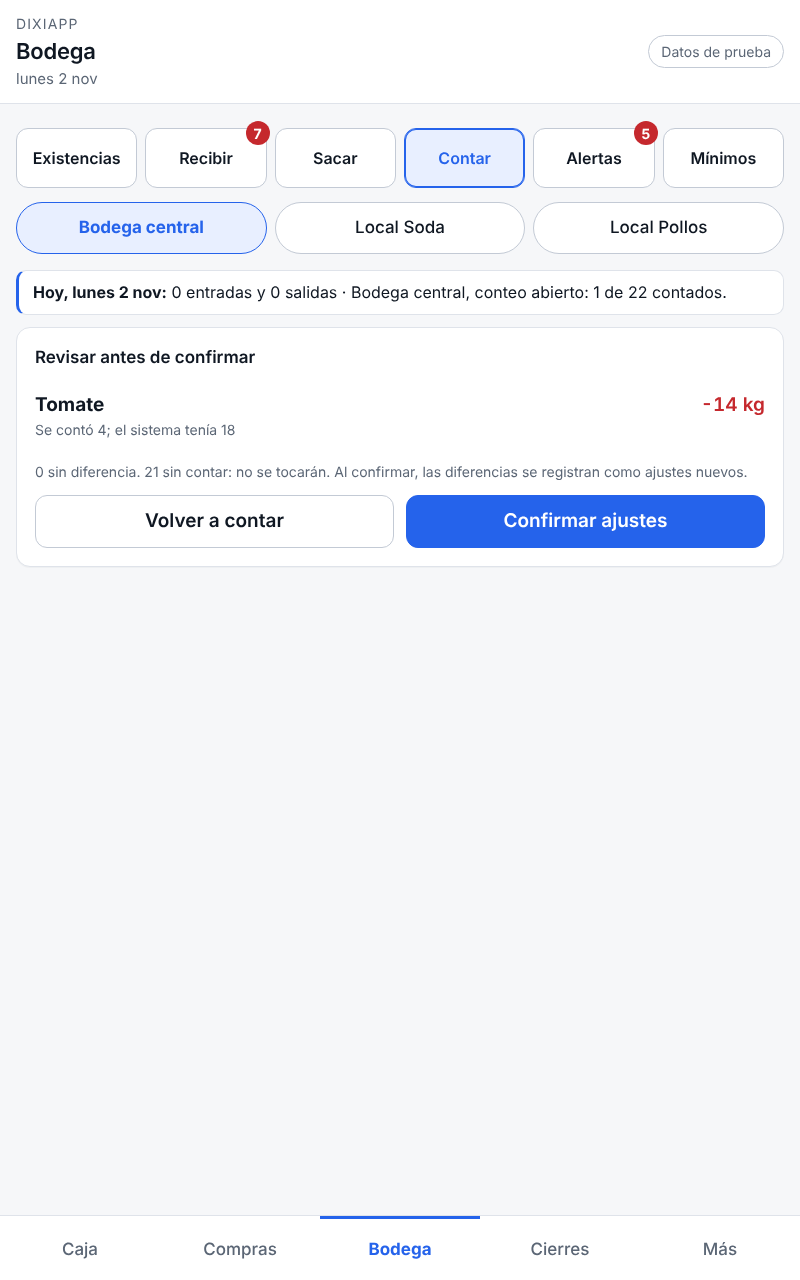 DIXIAPP
Bodega
lunes 2 nov
Datos de prueba
Existencias
Recibir
7
Sacar
Contar
Alertas
5
Mínimos
Bodega central
Local Soda
Local Pollos
Hoy, lunes 2 nov: 0 entradas y 0 salidas · Bodega central, conteo abierto: 1 de 22 contados.
Revisar antes de confirmar
Tomate
-14 kg
Se contó 4; el sistema tenía 18
0 sin diferencia. 21 sin contar: no se tocarán. Al confirmar, las diferencias se registran como ajustes nuevos.
Volver a contar
Confirmar ajustes
Caja
Compras
Bodega
Cierres
Más